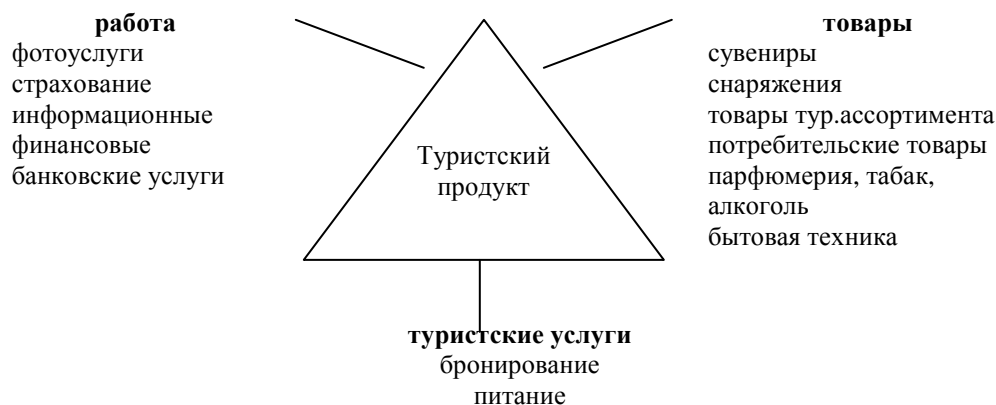 работа
фотоуслуги
страхование
информационные
финансовые
банковские услуги
Туристский
продукт
товары
сувениры
снаряжения
товары тур.ассортимента
потребительские товары
парфюмерия, табак,
алкоголь
бытовая техника
туристские услуги
бронирование
питание